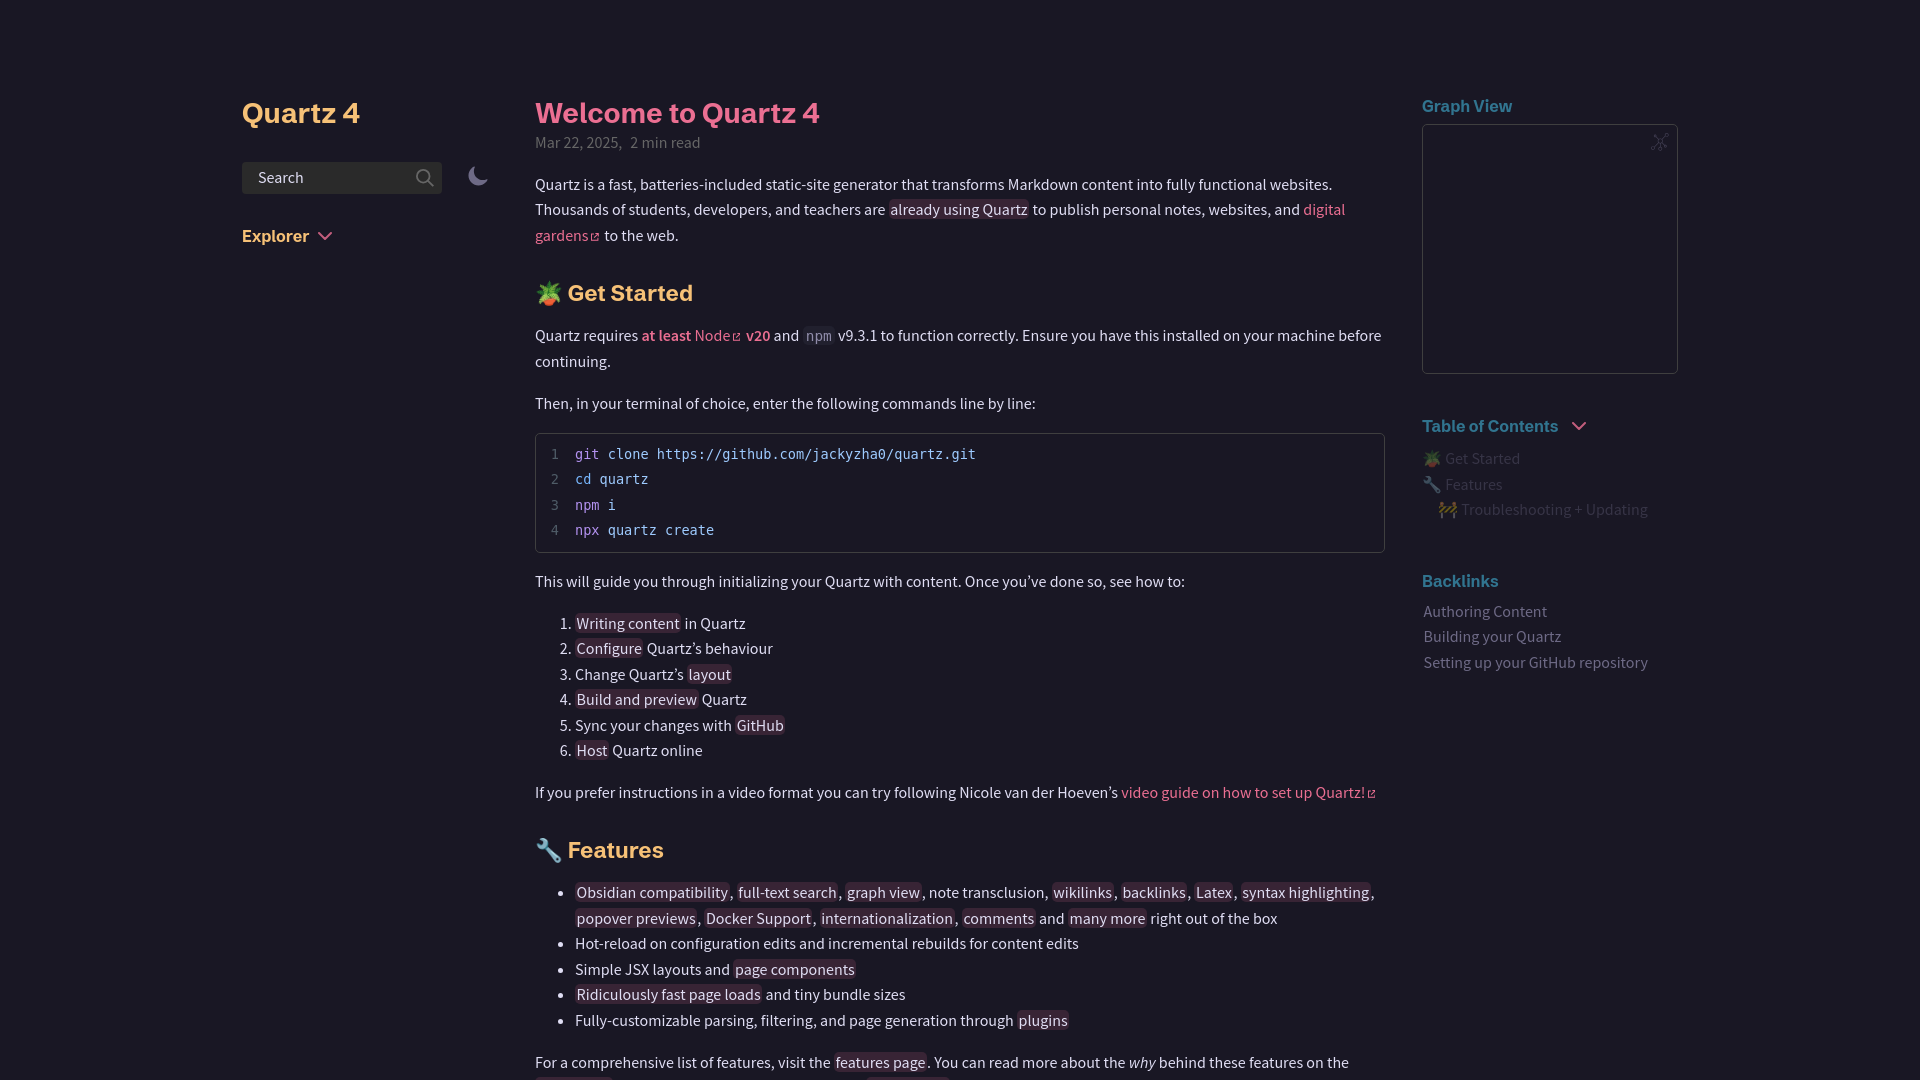 Quartz 4
Search
Explorer
Welcome to Quartz 4
Mar 22, 2025, 2 min read
Quartz is a fast, batteries-included static-site generator that transforms Markdown content into fully functional websites.
Thousands of students, developers, and teachers are already using Quartz to publish personal notes, websites, and digital
gardens to the web.
🪴 Get Started
Quartz requires at least Node v20 and npm v9.3.1 to function correctly. Ensure you have this installed on your machine before
continuing.
Then, in your terminal of choice, enter the following commands line by line:
1 git clone https://github.com/jackyzha0/quartz.git
2 cd quartz
3 npm i
4 npx quartz create
This will guide you through initializing your Quartz with content. Once you’ve done so, see how to:
1. Writing content in Quartz
2. Configure Quartz’s behaviour
3. Change Quartz’s layout
4. Build and preview Quartz
5. Sync your changes with GitHub
6. Host Quartz online
If you prefer instructions in a video format you can try following Nicole van der Hoeven’s video guide on how to set up Quartz!
🔧 Features
• Obsidian compatibility, full-text search, graph view, note transclusion, wikilinks, backlinks, Latex, syntax highlighting,
popover previews, Docker Support, internationalization, comments and many more right out of the box
• Hot-reload on configuration edits and incremental rebuilds for content edits
• Simple JSX layouts and page components
• Ridiculously fast page loads and tiny bundle sizes
• Fully-customizable parsing, filtering, and page generation through plugins
For a comprehensive list of features, visit the features page. You can read more about the why behind these features on the
Graph View
Table of Contents
🪴 Get Started
🔧 Features
🚧 Troubleshooting + Updating
Backlinks
Authoring Content
Building your Quartz
Setting up your GitHub repository